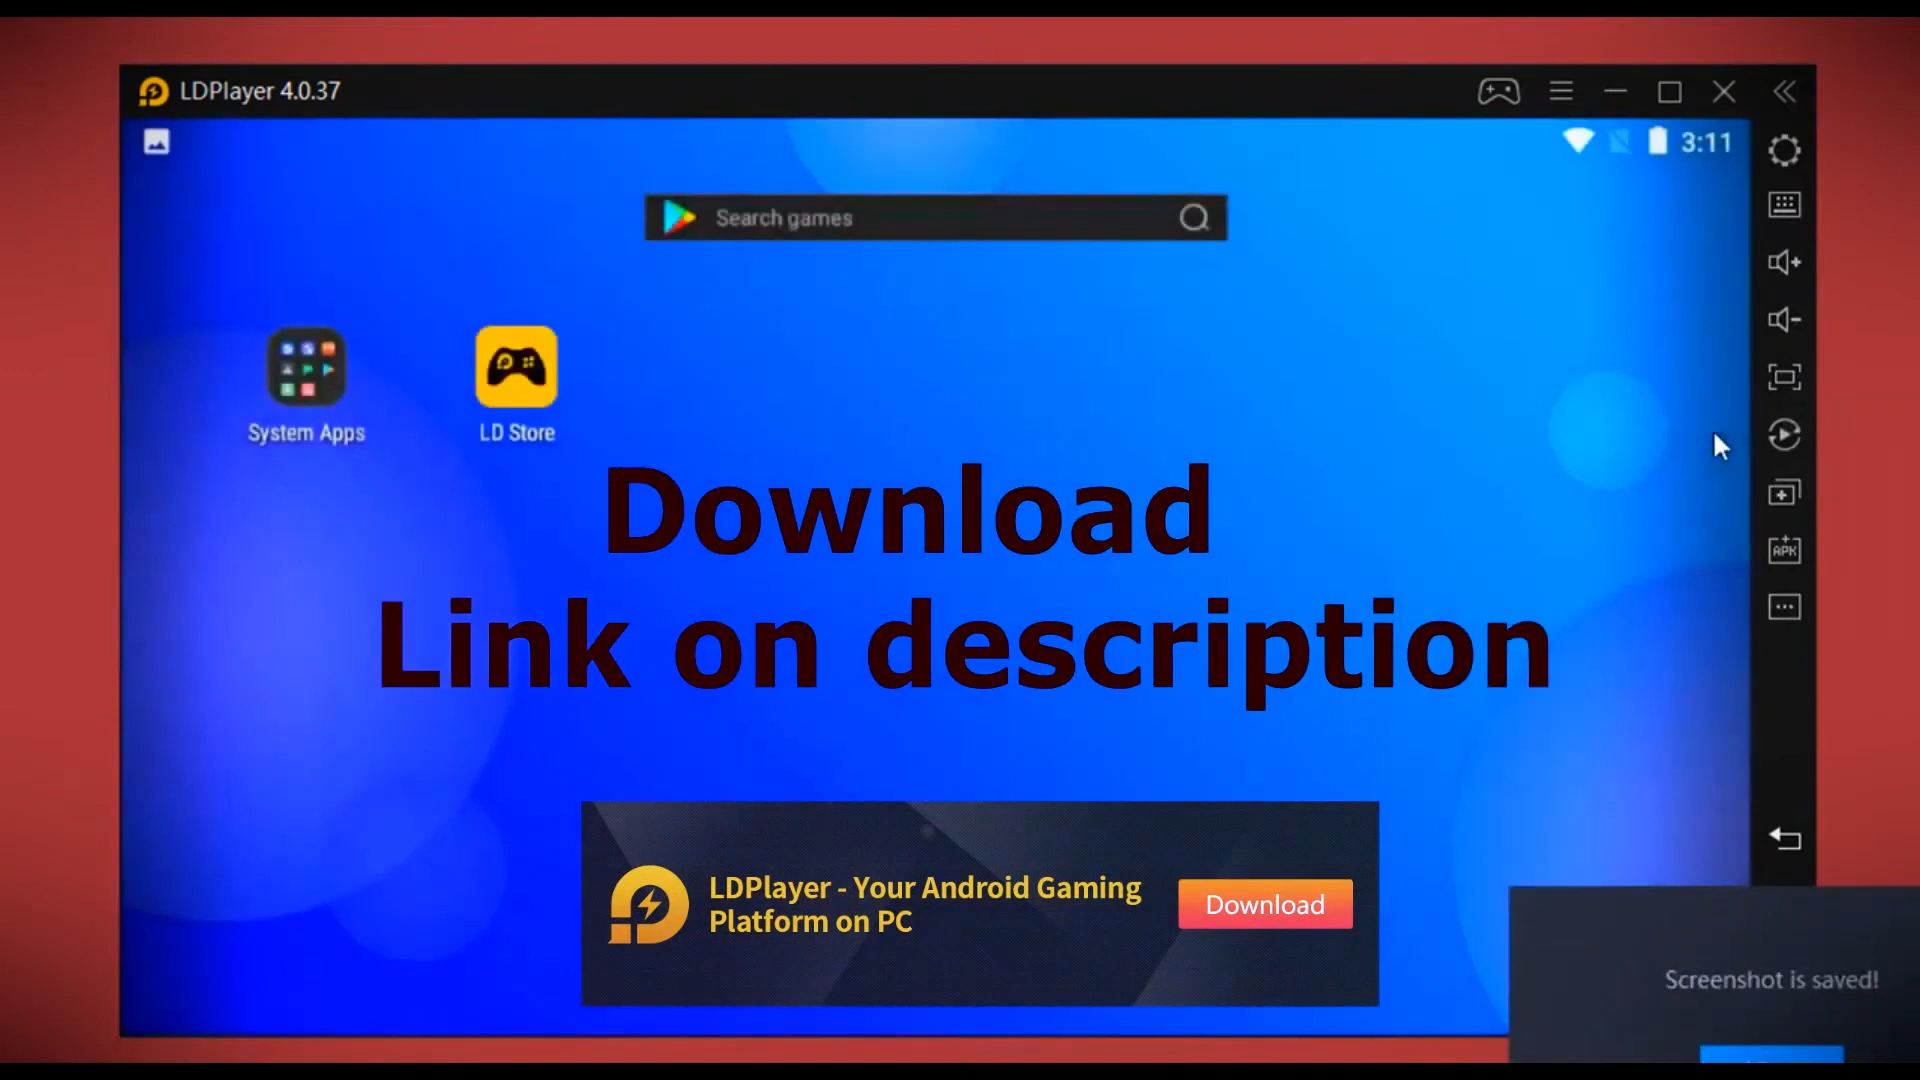 LDPlayer 4.0.37
3:11
Search games
System Apps
LD Store
APK
Download
Link on description
LDPlayer - Your Android Gaming
Platform on PC
Download
Screenshot is saved!